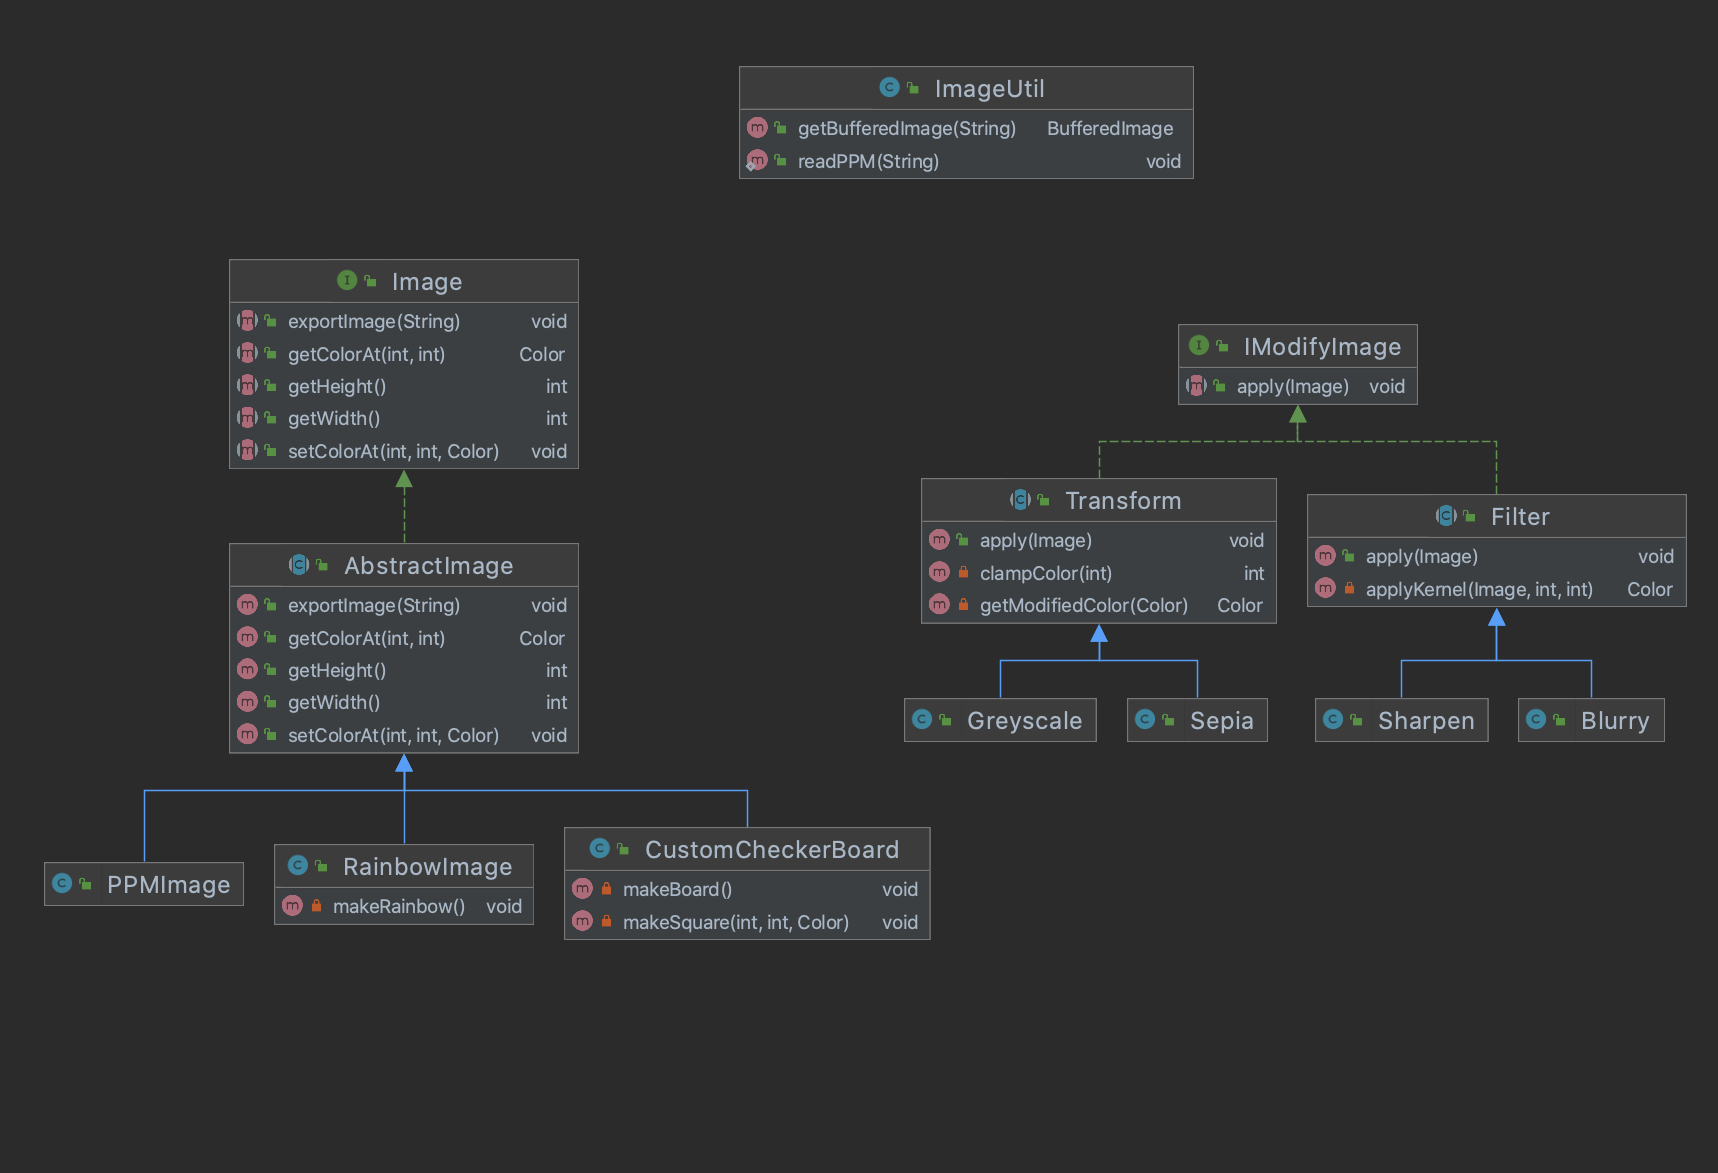 ImageUtil
getBufferedImage(String) BufferedImage
readPPM(String) void
Image
exportImage(String) void
getColorAt(int, int) Color
getHeight() int
getWidth() int
setColorAt(int, int, Color) void
IModifyImage
apply(Image) void
Transform
apply(Image) void
clampColor(int) int
getModifiedColor(Color) Color
Filter
apply(Image) void
applyKernel(Image, int, int) Color
AbstractImage
exportImage(String) void
getColorAt(int, int) Color
getHeight() int
getWidth() int
setColorAt(int, int, Color) void
Greyscale
Sepia
Sharpen
Blurry
PPMImage
RainbowImage
makeRainbow() void
CustomCheckerBoard
makeBoard() void
makeSquare(int, int, Color) void